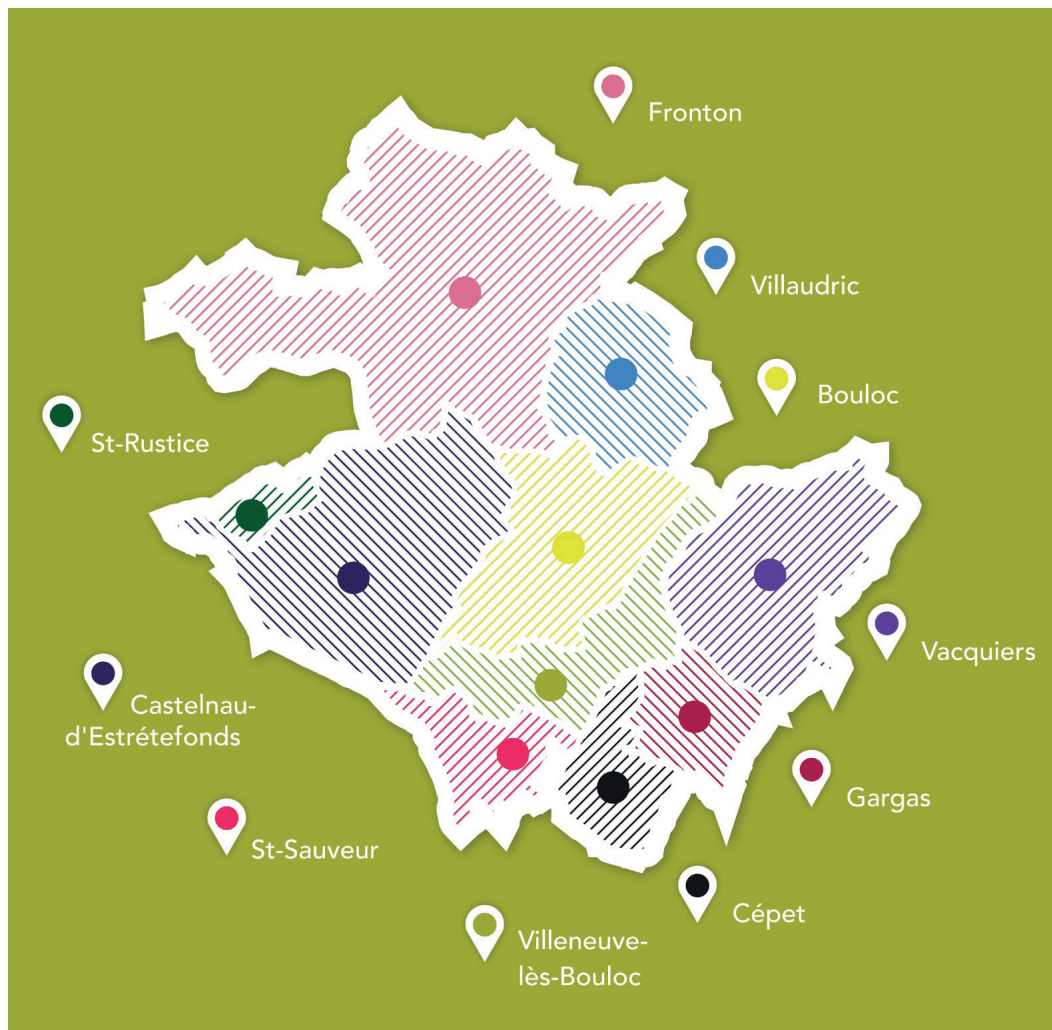 Fronton
Villaudric
Bouloc
St-Rustice
Vacquiers
Castelnau-
d'Estrétefonds
Gargas
St-Sauveur
Cépet
Villeneuve-
lès-Bouloc